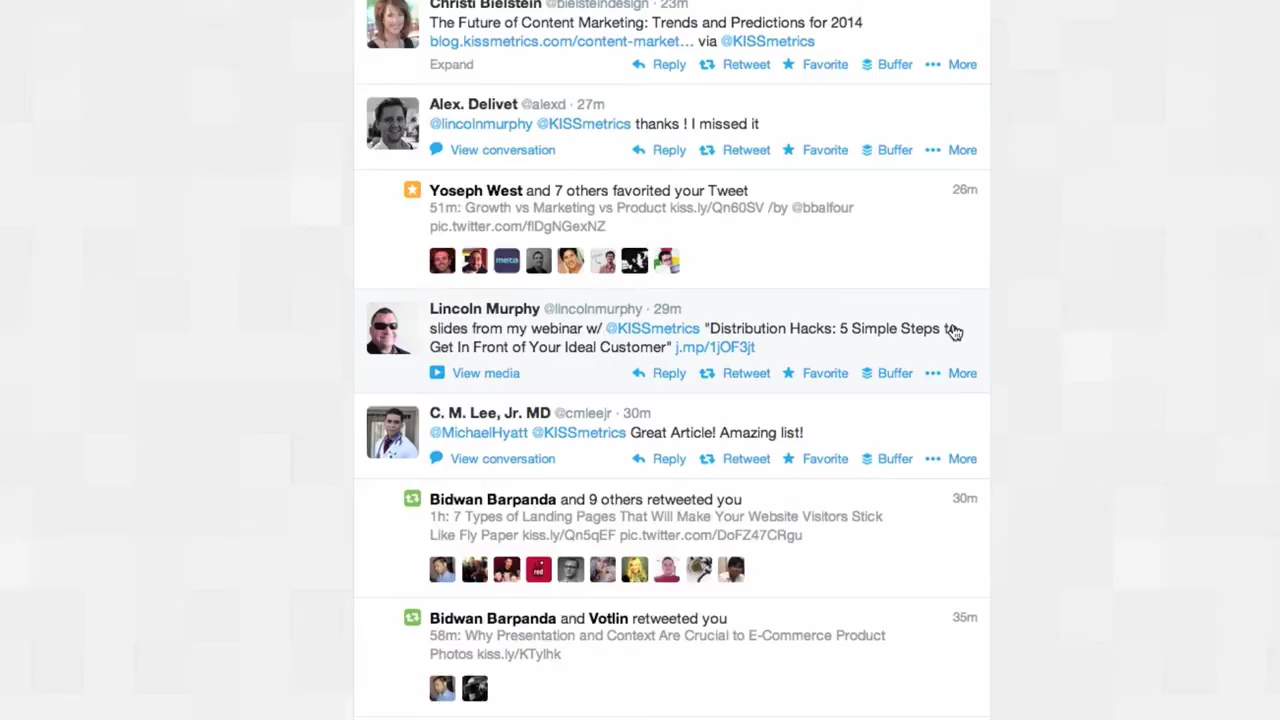 Christi Bielstein @bielsteindesign · 23m
The Future of Content Marketing: Trends and Predictions for 2014
blog.kissmetrics.com/content-market... via @KISSmetrics
Expand Reply Retweet Favorite Buffer More
Alex. Delivet @alexd · 27m
@lincolnmurphy @KISSmetrics thanks ! I missed it
View conversation Reply Retweet Favorite Buffer More
Yoseph West and 7 others favorited your Tweet 26m
51m: Growth vs Marketing vs Product kiss.ly/Qn60SV /by @bbalfour
pic.twitter.com/flDgNGexNZ
meta
Lincoln Murphy @lincolnmurphy · 29m
slides from my webinar w/ @KISSmetrics "Distribution Hacks: 5 Simple Steps to
Get In Front of Your Ideal Customer" j.mp/1jOF3jt
View media Reply Retweet Favorite Buffer More
C. M. Lee, Jr. MD @cmleejr · 30m
@MichaelHyatt @KISSmetrics Great Article! Amazing list!
View conversation Reply Retweet Favorite Buffer More
Bidwan Barpanda and 9 others retweeted you 30m
1h: 7 Types of Landing Pages That Will Make Your Website Visitors Stick
Like Fly Paper kiss.ly/Qn5qEF pic.twitter.com/DoFZ47CRgu
red
Bidwan Barpanda and Votlin retweeted you 35m
58m: Why Presentation and Context Are Crucial to E-Commerce Product
Photos kiss.ly/KTylhk